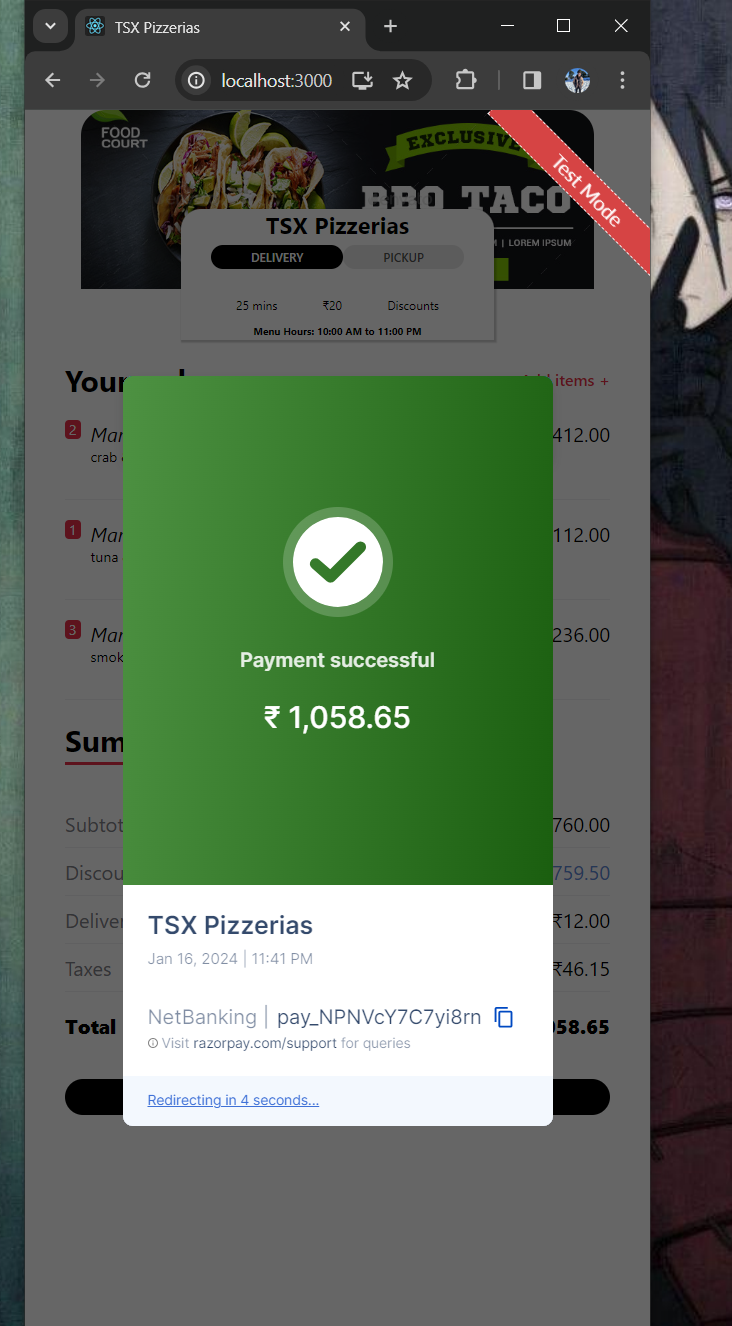 TSX Pizzerias
localhost:3000
FOOD
COURT
EXCLUSIVE
BBQ TACO
LOREM IPSUM
Test Mode
TSX Pizzerias
DELIVERY PICKUP
25 mins ₹20 Discounts
Menu Hours: 10:00 AM to 11:00 PM
Your
items +
2 Mar 412.00
crab
1 Mar 112.00
tuna
3 Mar 236.00
smok
Payment successful
₹ 1,058.65
Sum
Subtot 760.00
Discou 759.50
Deliver ₹12.00
Taxes ₹46.15
Total 058.65
TSX Pizzerias
Jan 16, 2024 | 11:41 PM
NetBanking | pay_NPNVcY7C7yi8rn
Visit razorpay.com/support for queries
Redirecting in 4 seconds...